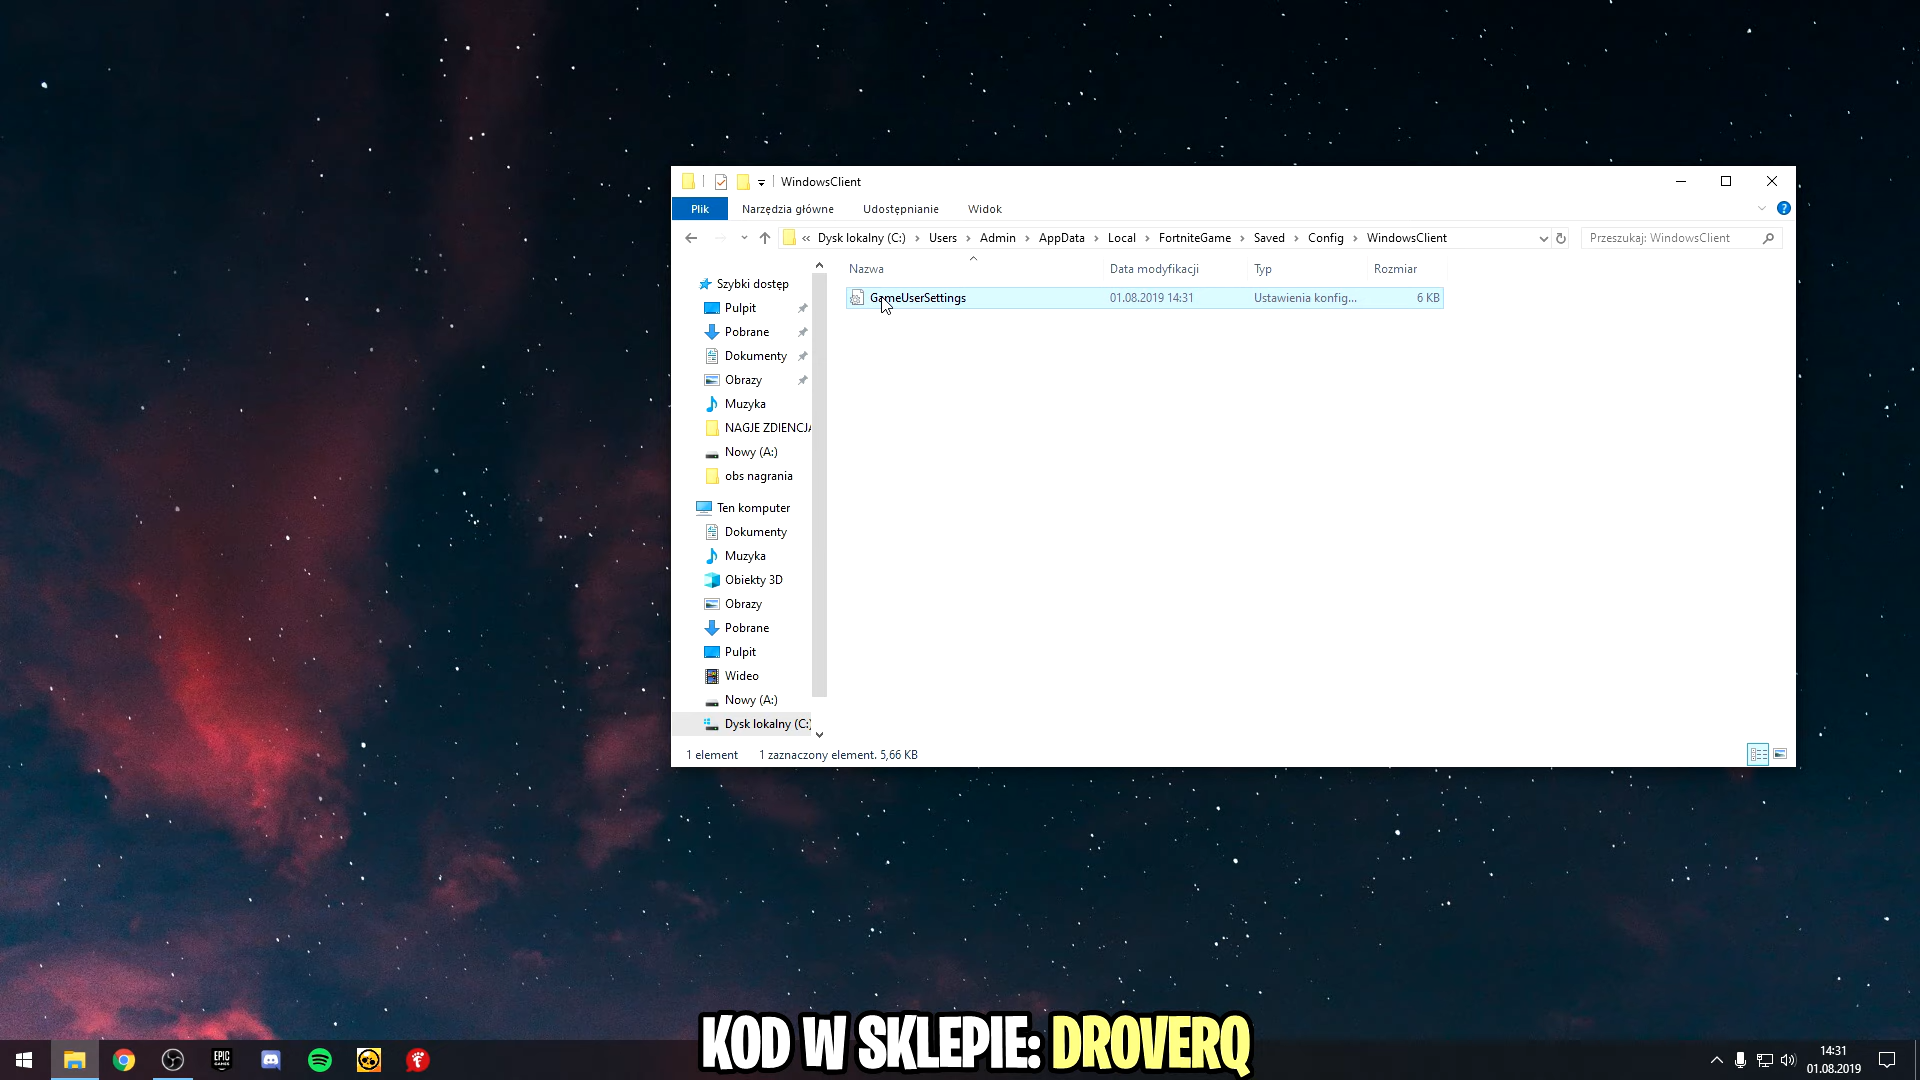 WindowsClient
Plik Narzędzia główne Udostępnianie Widok
« Dysk lokalny (C:) › Users › Admin › AppData › Local › FortniteGame › Saved › Config › WindowsClient
Przeszukaj: WindowsClient
Nazwa Data modyfikacji Typ Rozmiar
GameUserSettings 01.08.2019 14:31 Ustawienia konfig... 6 KB
Szybki dostęp
Pulpit
Pobrane
Dokumenty
Obrazy
Muzyka
NAGJE ZDIENCJA
Nowy (A:)
obs nagrania
Ten komputer
Dokumenty
Muzyka
Obiekty 3D
Obrazy
Pobrane
Pulpit
Wideo
Nowy (A:)
Dysk lokalny (C:)
1 element 1 zaznaczony element. 5,66 KB
KOD W SKLEPIE: DROVERQ
EPIC
GAMES
14:31
01.08.2019